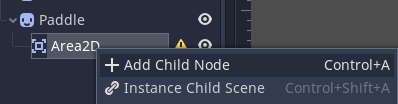 Paddle
Area2D
Add Child Node Control+A
Instance Child Scene Control+Shift+A